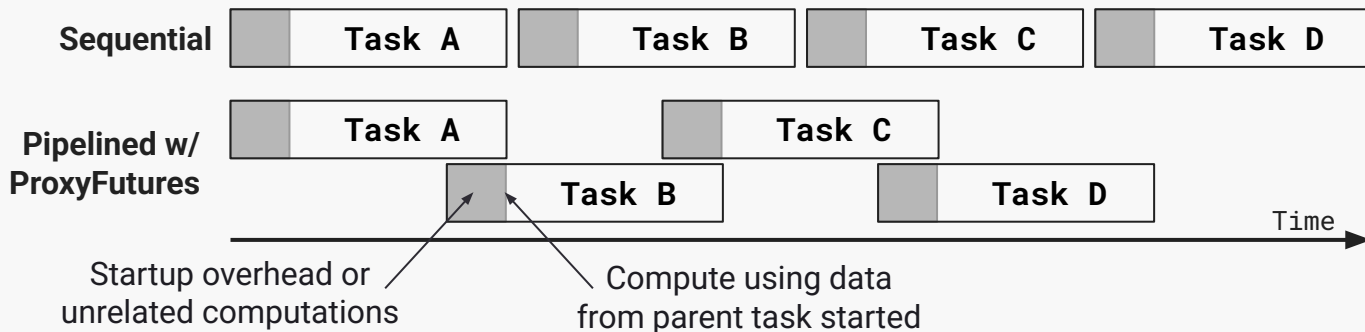 Sequential
Task A
Task B
Task C
Task D
Pipelined w/
ProxyFutures
Task A
Task C
Task B
Task D
Time
Startup overhead or
unrelated computations
Compute using data
from parent task started